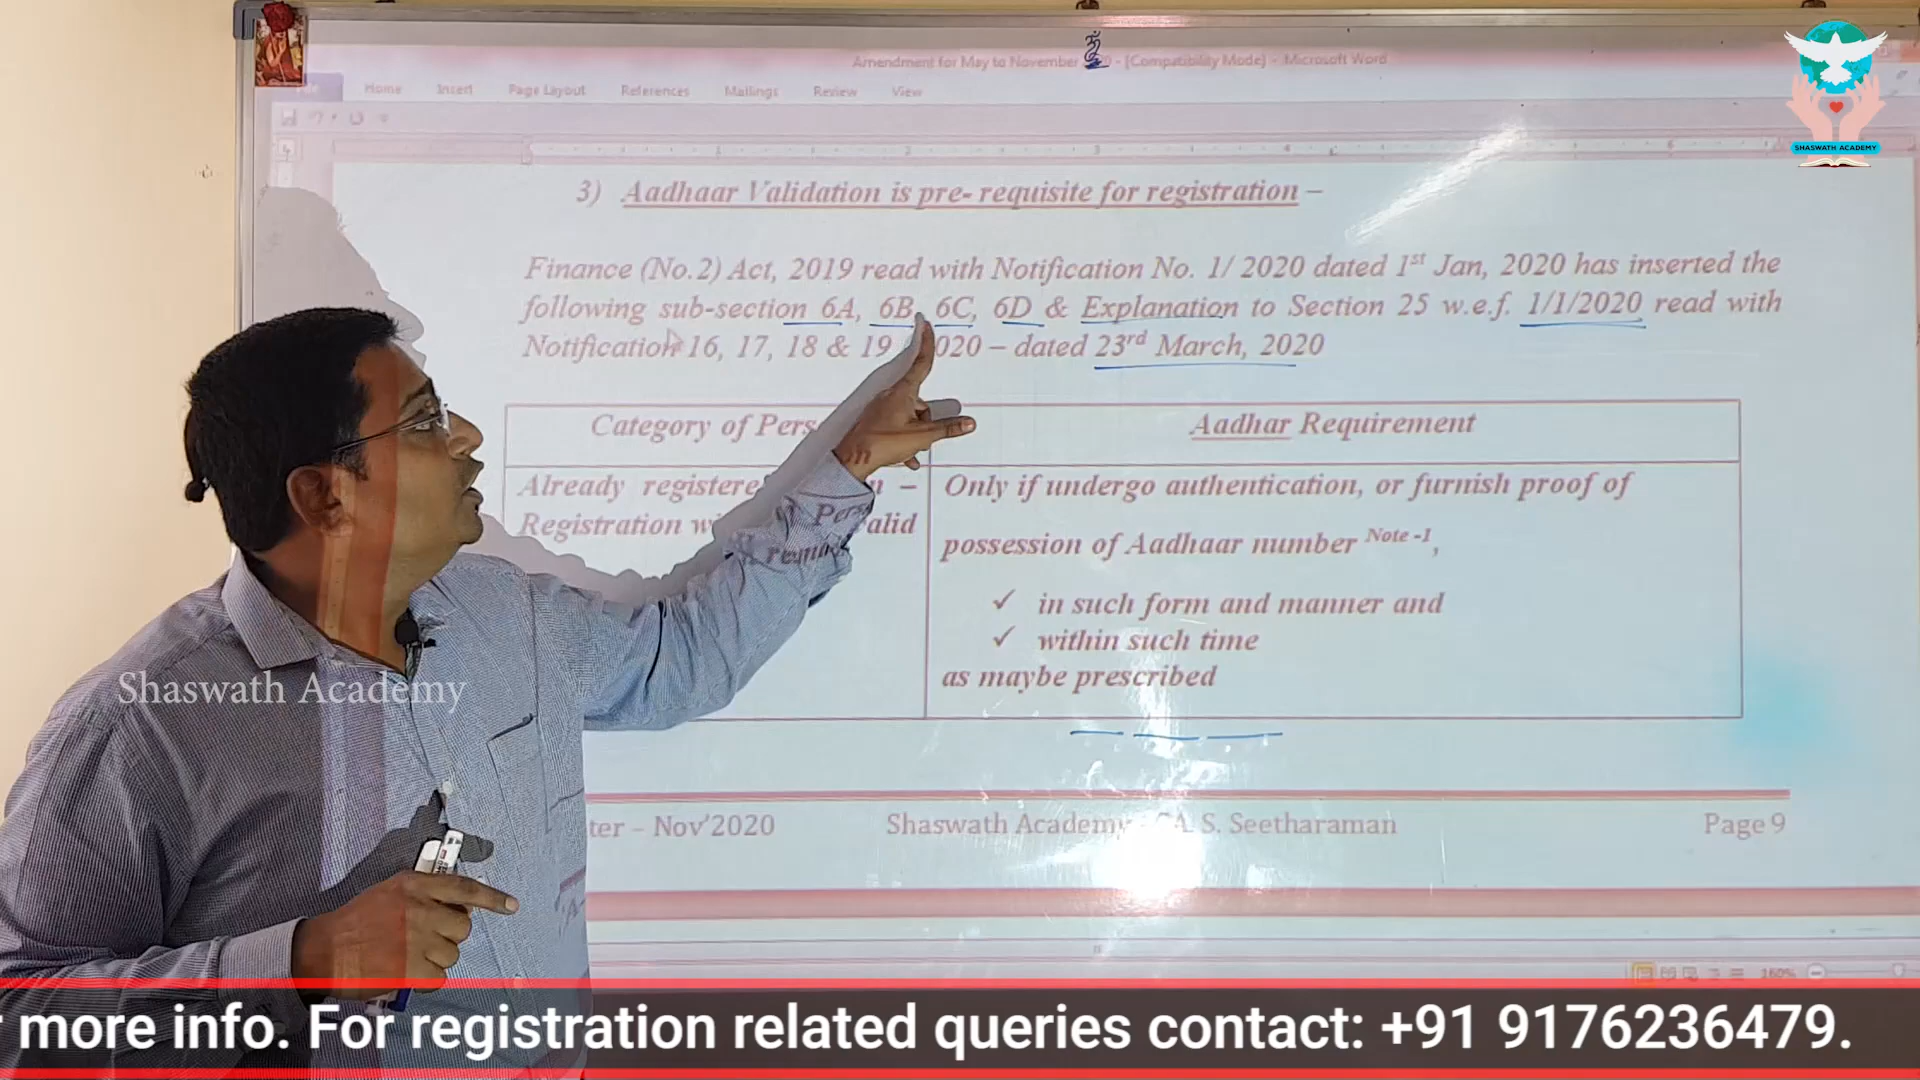 Amendment for May to November - [Compatibility Mode] - Microsoft Word
ॐ
Home Insert Page Layout References Mailings Review View
SHASWATH ACADEMY
3) Aadhaar Validation is pre- requisite for registration –
Finance (No.2) Act, 2019 read with Notification No. 1/ 2020 dated 1st Jan, 2020 has inserted the
following sub-section 6A, 6B, 6C, 6D & Explanation to Section 25 w.e.f. 1/1/2020 read with
Notification 16, 17, 18 & 19 – dated 23rd March, 2020
Category of
Aadhar Requirement
Already
Registration
Only if undergo authentication, or furnish proof of
possession of Aadhaar number Note -1,
✓ in such form and manner and
✓ within such time
as maybe prescribed
Shaswath Academy
Nov'2020 Shaswath Academy S. Seetharaman Page 9
160%
more info. For registration related queries contact: +91 9176236479.